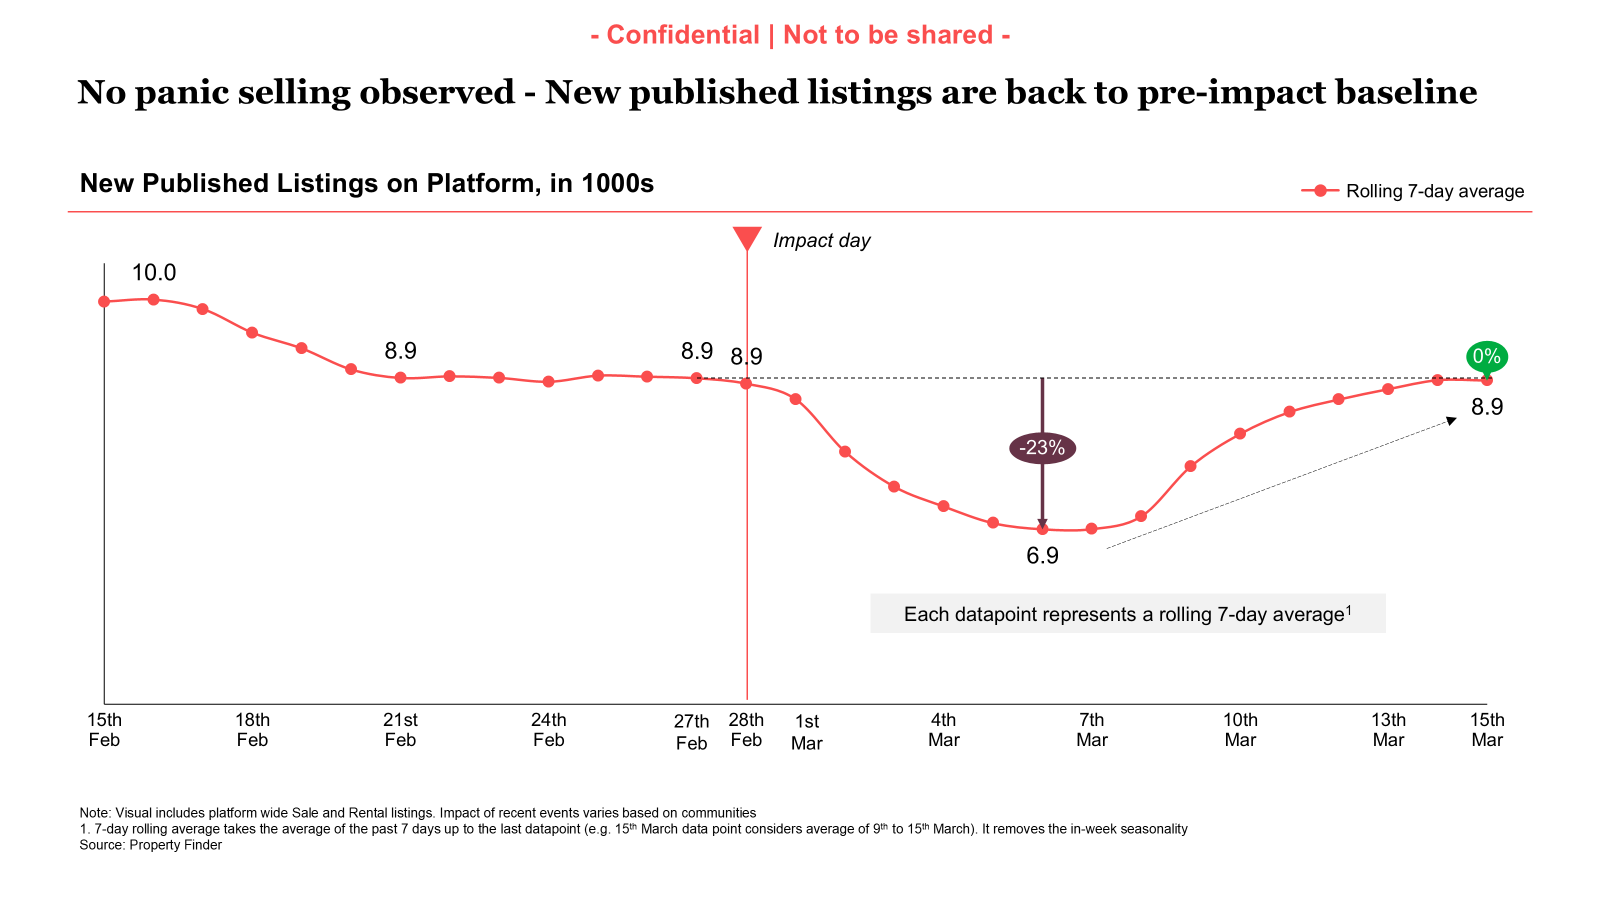 - Confidential | Not to be shared -
No panic selling observed - New published listings are back to pre-impact baseline
New Published Listings on Platform, in 1000s
Rolling 7-day average
Impact day
10.0
8.9
8.9
8.9
0%
8.9
-23%
6.9
Each datapoint represents a rolling 7-day average¹
15th Feb
18th Feb
21st Feb
24th Feb
27th Feb
28th Feb
1st Mar
4th Mar
7th Mar
10th Mar
13th Mar
15th Mar
Note: Visual includes platform wide Sale and Rental listings. Impact of recent events varies based on communities
1. 7-day rolling average takes the average of the past 7 days up to the last datapoint (e.g. 15th March data point considers average of 9th to 15th March). It removes the in-week seasonality
Source: Property Finder